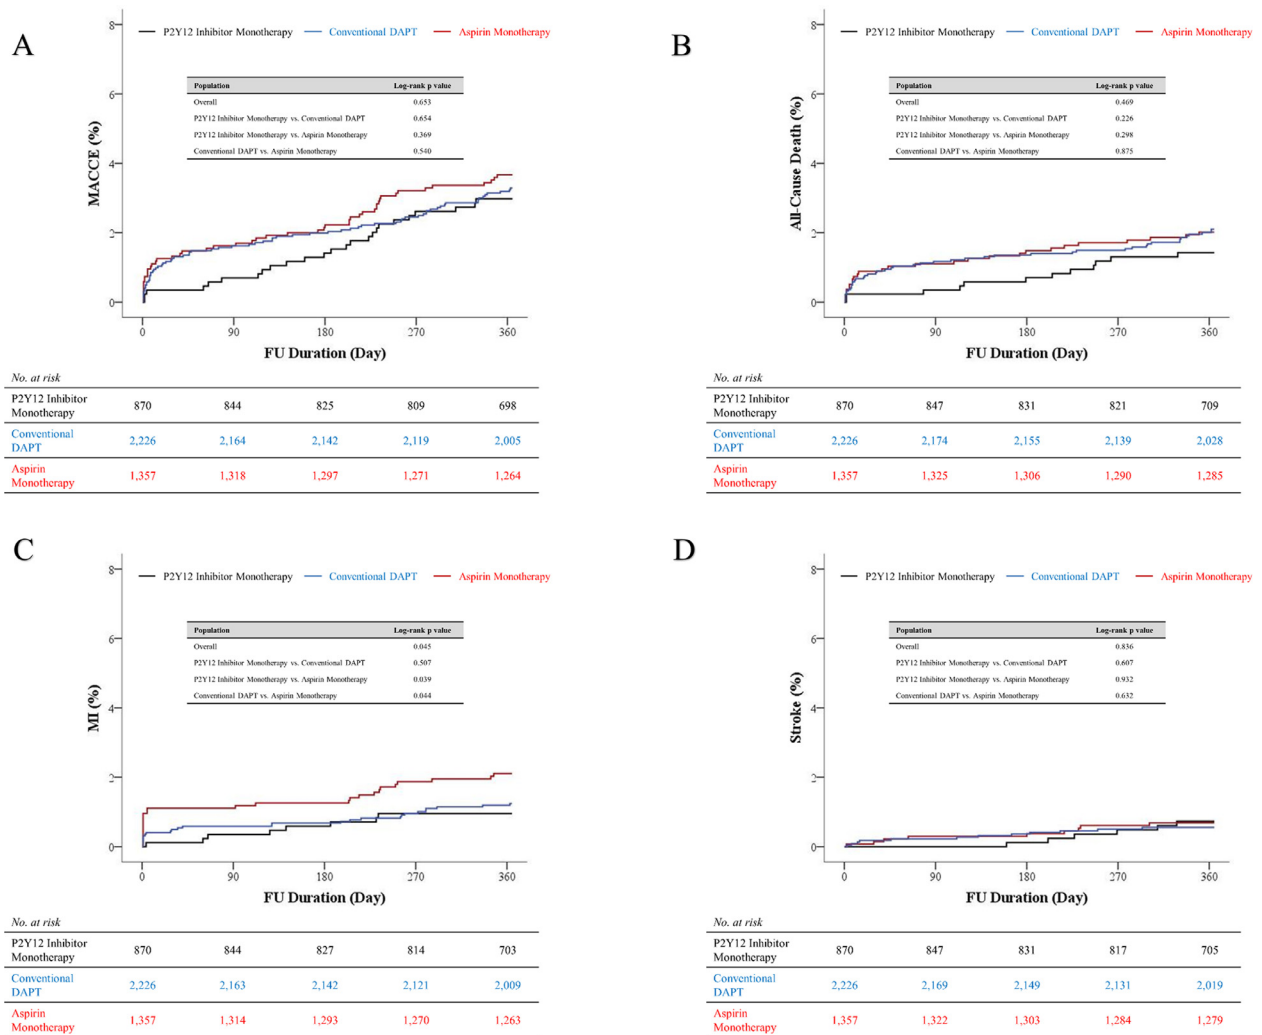 A
8
P2Y12 Inhibitor Monotherapy Conventional DAPT Aspirin Monotherapy
Population Log-rank p value
Overall 0.653
P2Y12 Inhibitor Monotherapy vs. Conventional DAPT 0.654
P2Y12 Inhibitor Monotherapy vs. Aspirin Monotherapy 0.369
Conventional DAPT vs. Aspirin Monotherapy 0.540
6
4
2
0
MACCE (%)
0 90 180 270 360
FU Duration (Day)
No. at risk
P2Y12 Inhibitor
Monotherapy
870 844 825 809 698
Conventional
DAPT
2,226 2,164 2,142 2,119 2,005
Aspirin
Monotherapy
1,357 1,318 1,297 1,271 1,264
B
8
P2Y12 Inhibitor Monotherapy Conventional DAPT Aspirin Monotherapy
Population Log-rank p value
Overall 0.469
P2Y12 Inhibitor Monotherapy vs. Conventional DAPT 0.226
P2Y12 Inhibitor Monotherapy vs. Aspirin Monotherapy 0.298
Conventional DAPT vs. Aspirin Monotherapy 0.875
6
4
2
0
All-Cause Death (%)
0 90 180 270 360
FU Duration (Day)
No. at risk
P2Y12 Inhibitor
Monotherapy
870 847 831 821 709
Conventional
DAPT
2,226 2,174 2,155 2,139 2,028
Aspirin
Monotherapy
1,357 1,325 1,306 1,290 1,285
C
8
P2Y12 Inhibitor Monotherapy Conventional DAPT Aspirin Monotherapy
Population Log-rank p value
Overall 0.045
P2Y12 Inhibitor Monotherapy vs. Conventional DAPT 0.507
P2Y12 Inhibitor Monotherapy vs. Aspirin Monotherapy 0.039
Conventional DAPT vs. Aspirin Monotherapy 0.044
6
4
2
0
MI (%)
0 90 180 270 360
FU Duration (Day)
No. at risk
P2Y12 Inhibitor
Monotherapy
870 844 827 814 703
Conventional
DAPT
2,226 2,163 2,142 2,121 2,009
Aspirin
Monotherapy
1,357 1,314 1,293 1,270 1,263
D
8
P2Y12 Inhibitor Monotherapy Conventional DAPT Aspirin Monotherapy
Population Log-rank p value
Overall 0.836
P2Y12 Inhibitor Monotherapy vs. Conventional DAPT 0.607
P2Y12 Inhibitor Monotherapy vs. Aspirin Monotherapy 0.932
Conventional DAPT vs. Aspirin Monotherapy 0.632
6
4
2
0
Stroke (%)
0 90 180 270 360
FU Duration (Day)
No. at risk
P2Y12 Inhibitor
Monotherapy
870 847 831 817 705
Conventional
DAPT
2,226 2,169 2,149 2,131 2,019
Aspirin
Monotherapy
1,357 1,322 1,303 1,284 1,279